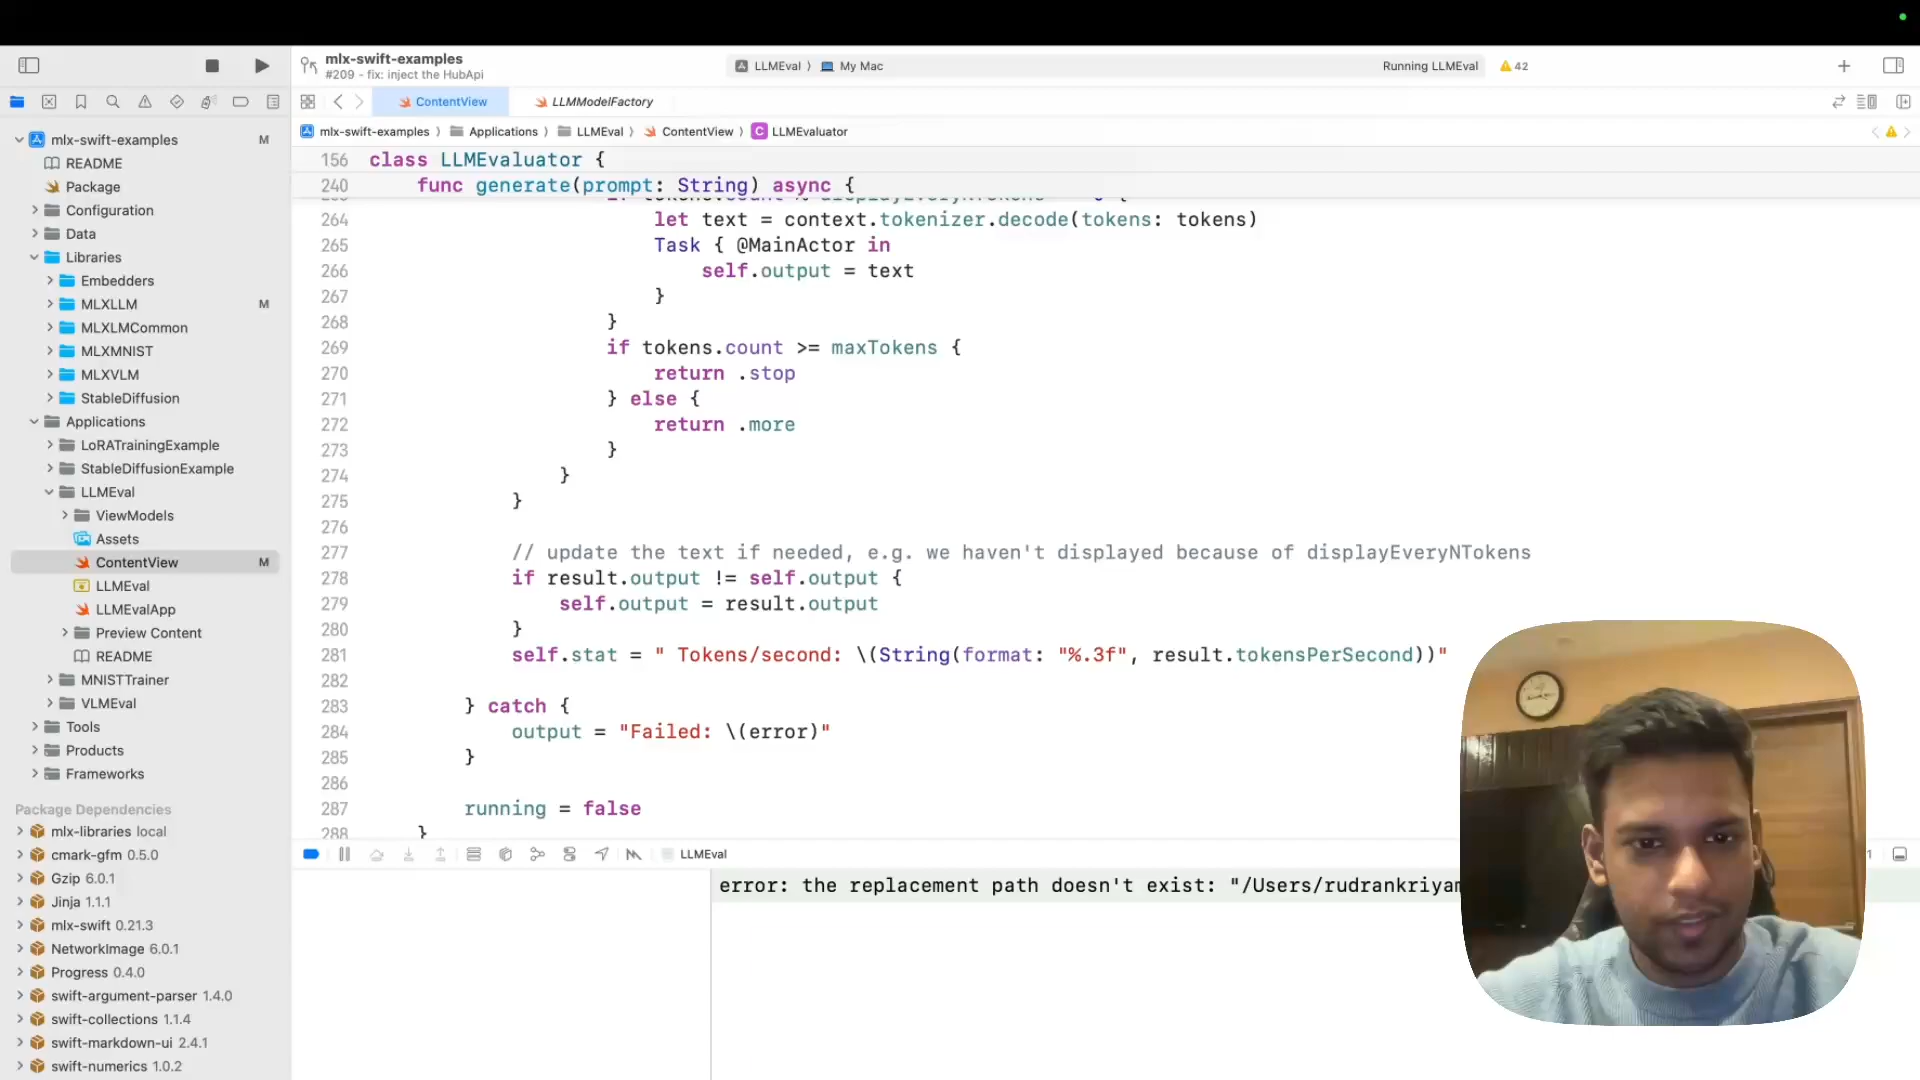 mlx-swift-examples
#209 - fix: inject the HubApi
LLMEval ⟩ My Mac
Running LLMEval
42
ContentView
LLMModelFactory
mlx-swift-examples ⟩ Applications ⟩ LLMEval ⟩ ContentView ⟩ C LLMEvaluator
mlx-swift-examples M
README
Package
Configuration
Data
Libraries
Embedders
MLXLLM M
MLXLMCommon
MLXMNIST
MLXVLM
StableDiffusion
Applications
LoRATrainingExample
StableDiffusionExample
LLMEval
ViewModels
Assets
ContentView M
LLMEval
LLMEvalApp
Preview Content
README
MNISTTrainer
VLMEval
Tools
Products
Frameworks
Package Dependencies
mlx-libraries local
cmark-gfm 0.5.0
Gzip 6.0.1
Jinja 1.1.1
mlx-swift 0.21.3
NetworkImage 6.0.1
Progress 0.4.0
swift-argument-parser 1.4.0
swift-collections 1.1.4
swift-markdown-ui 2.4.1
swift-numerics 1.0.2
156 class LLMEvaluator {
240 func generate(prompt: String) async {
264 let text = context.tokenizer.decode(tokens: tokens)
265 Task { @MainActor in
266 self.output = text
267 }
268 }
269 if tokens.count >= maxTokens {
270 return .stop
271 } else {
272 return .more
273 }
274 }
275 }
276
277 // update the text if needed, e.g. we haven't displayed because of displayEveryNTokens
278 if result.output != self.output {
279 self.output = result.output
280 }
281 self.stat = " Tokens/second: \(String(format: "%.3f", result.tokensPerSecond))"
282
283 } catch {
284 output = "Failed: \(error)"
285 }
286
287 running = false
288 }
LLMEval
error: the replacement path doesn't exist: "/Users/rudrankriyam